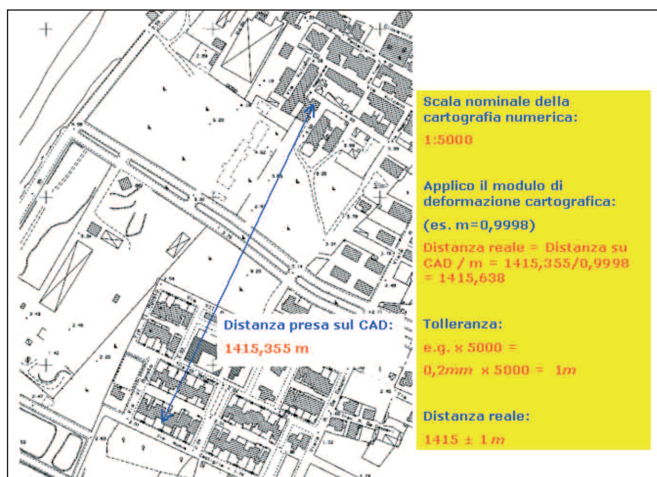 Scala nominale della
cartografia numerica:
1:5000
Applico il modulo di
deformazione cartografica:
(es. m=0,9998)
Distanza reale = Distanza su
CAD / m = 1415,355/0,9998
= 1415,638
Tolleranza:
e.g. x 5000 =
0,2mm x 5000 = 1m
Distanza reale:
1415 ± 1 m
Distanza presa sul CAD:
1415,355 m